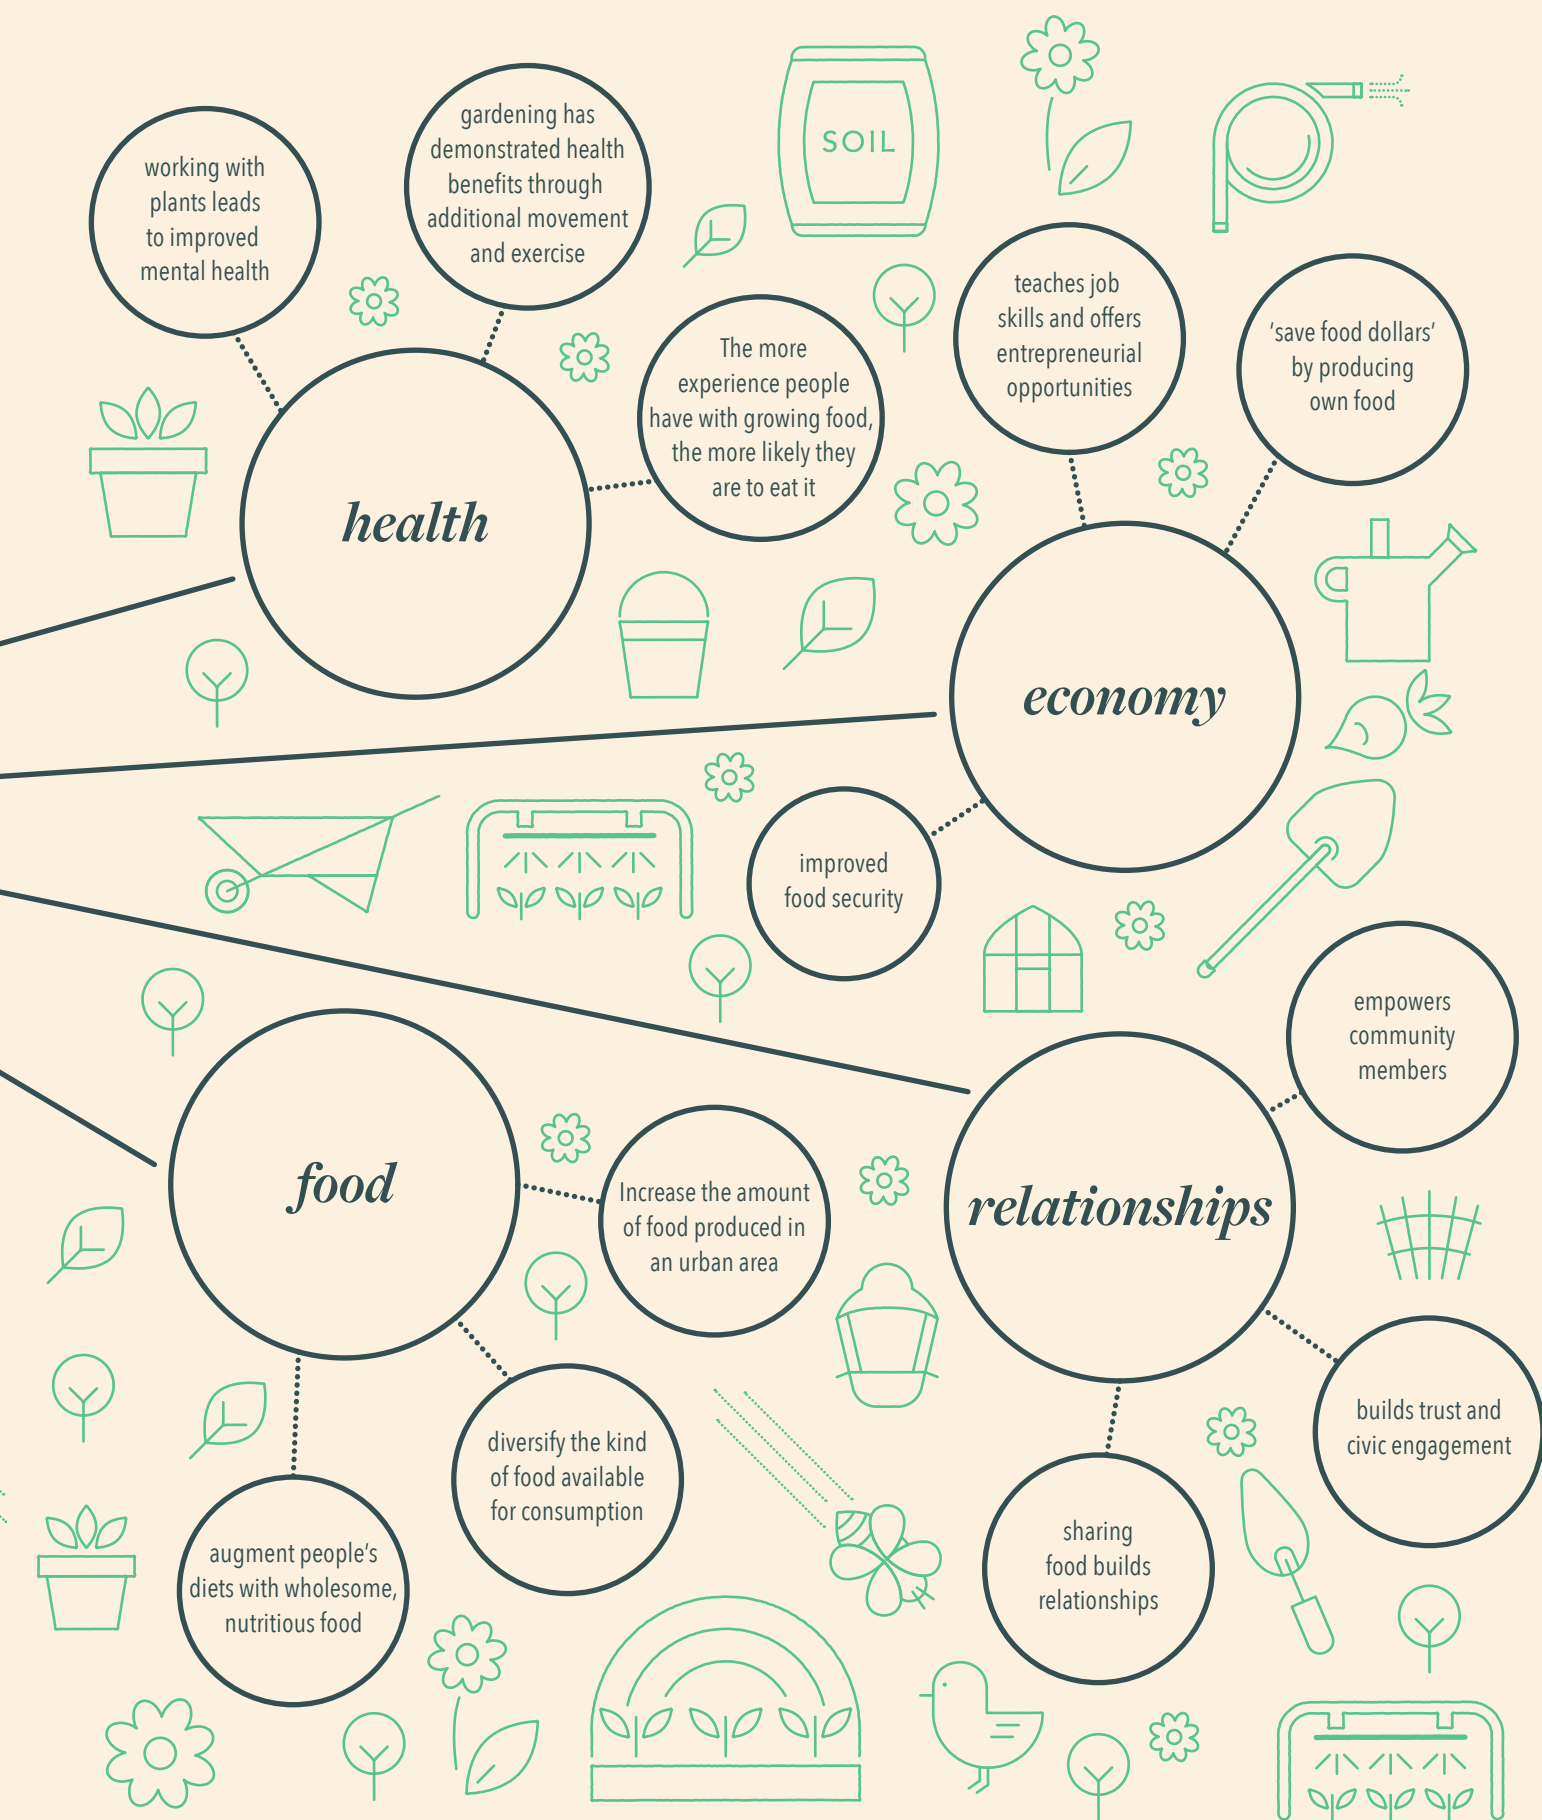 SOIL
working with
plants leads
to improved
mental health
gardening has
demonstrated health
benefits through
additional movement
and exercise
The more
experience people
have with growing food,
the more likely they
are to eat it
health
teaches job
skills and offers
entrepreneurial
opportunities
‘save food dollars’
by producing
own food
economy
improved
food security
food
Increase the amount
of food produced in
an urban area
diversify the kind
of food available
for consumption
augment people’s
diets with wholesome,
nutritious food
relationships
empowers
community
members
builds trust and
civic engagement
sharing
food builds
relationships